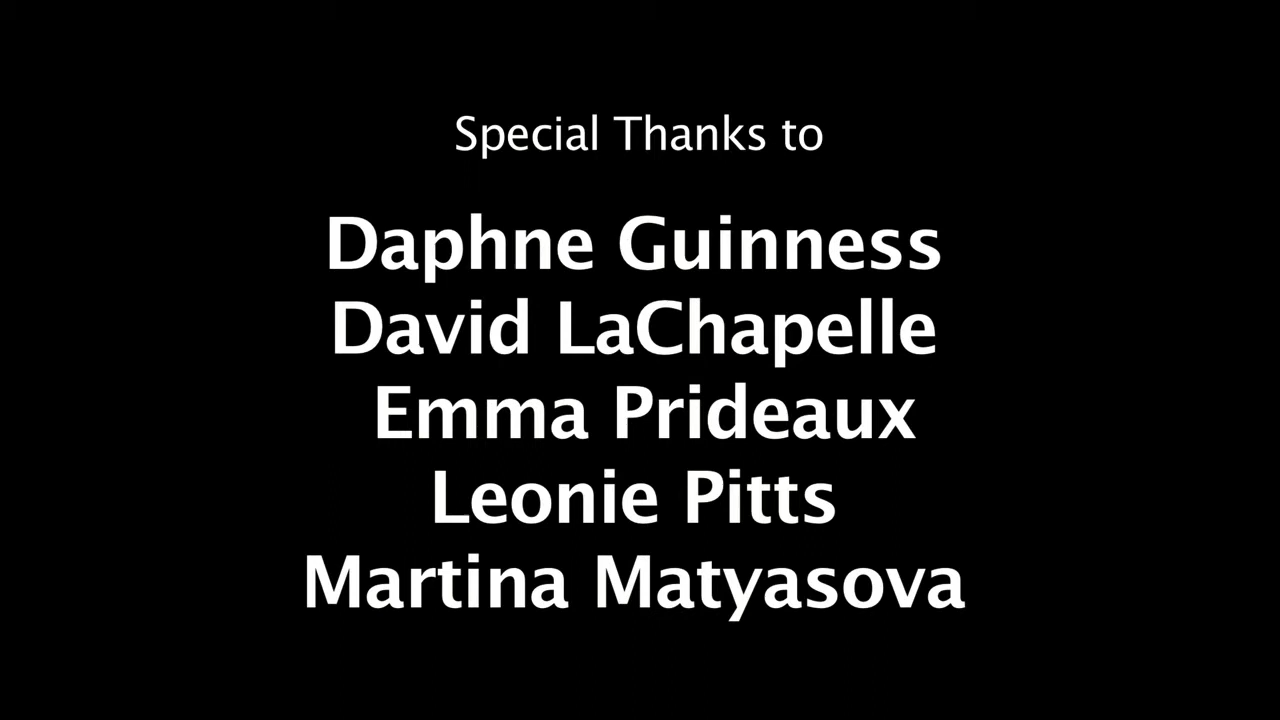 Special Thanks to
Daphne Guinness
David LaChapelle
Emma Prideaux
Leonie Pitts
Martina Matyasova